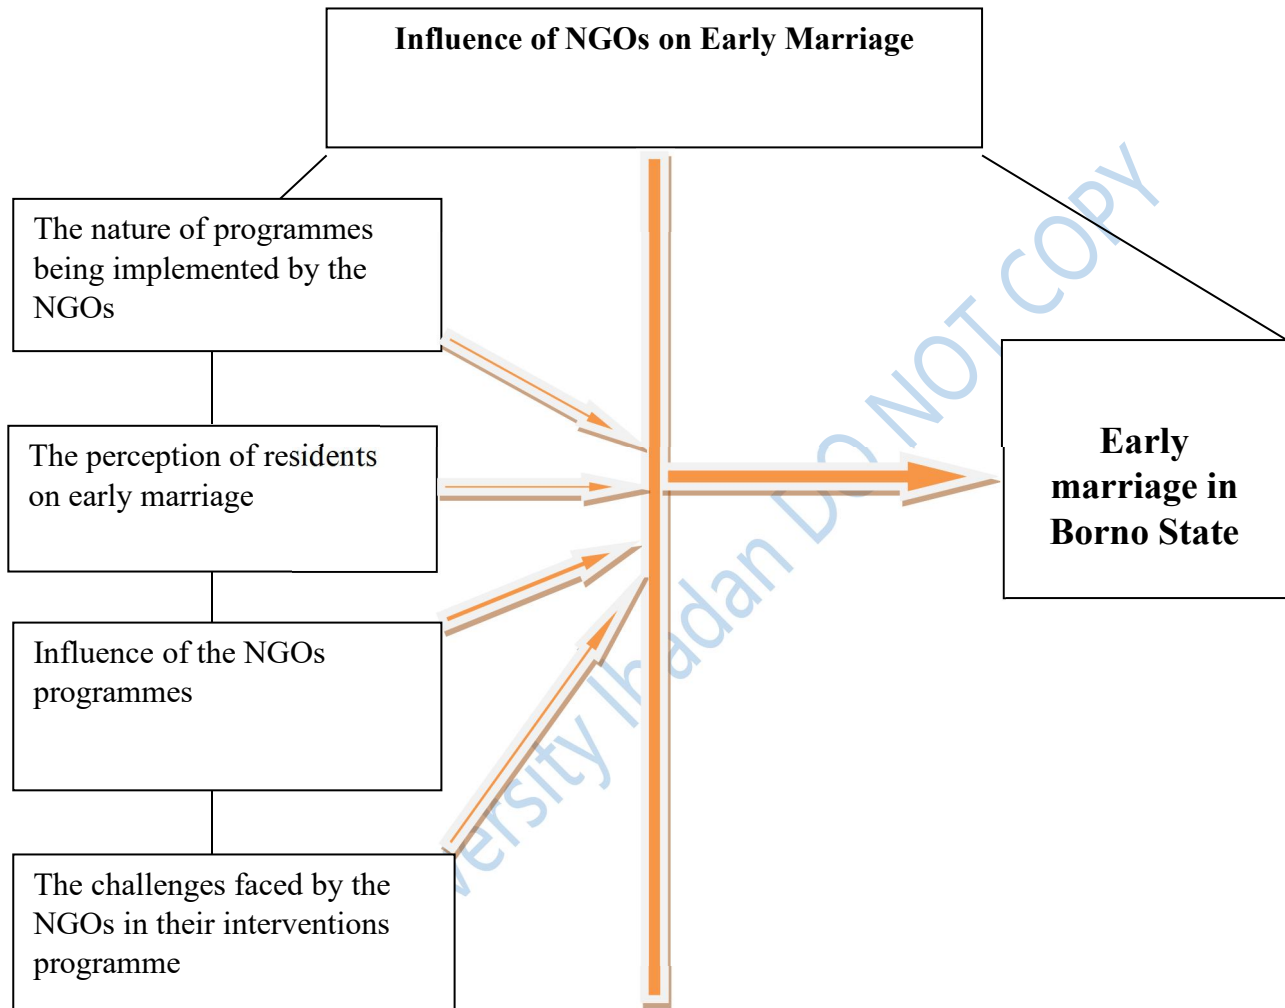 Influence of NGOs on Early Marriage
The nature of programmes
being implemented by the
NGOs
The perception of residents
on early marriage
Influence of the NGOs
programmes
The challenges faced by the
NGOs in their interventions
programme
Early
marriage in
Borno State
Ibadan DO NOT COPY